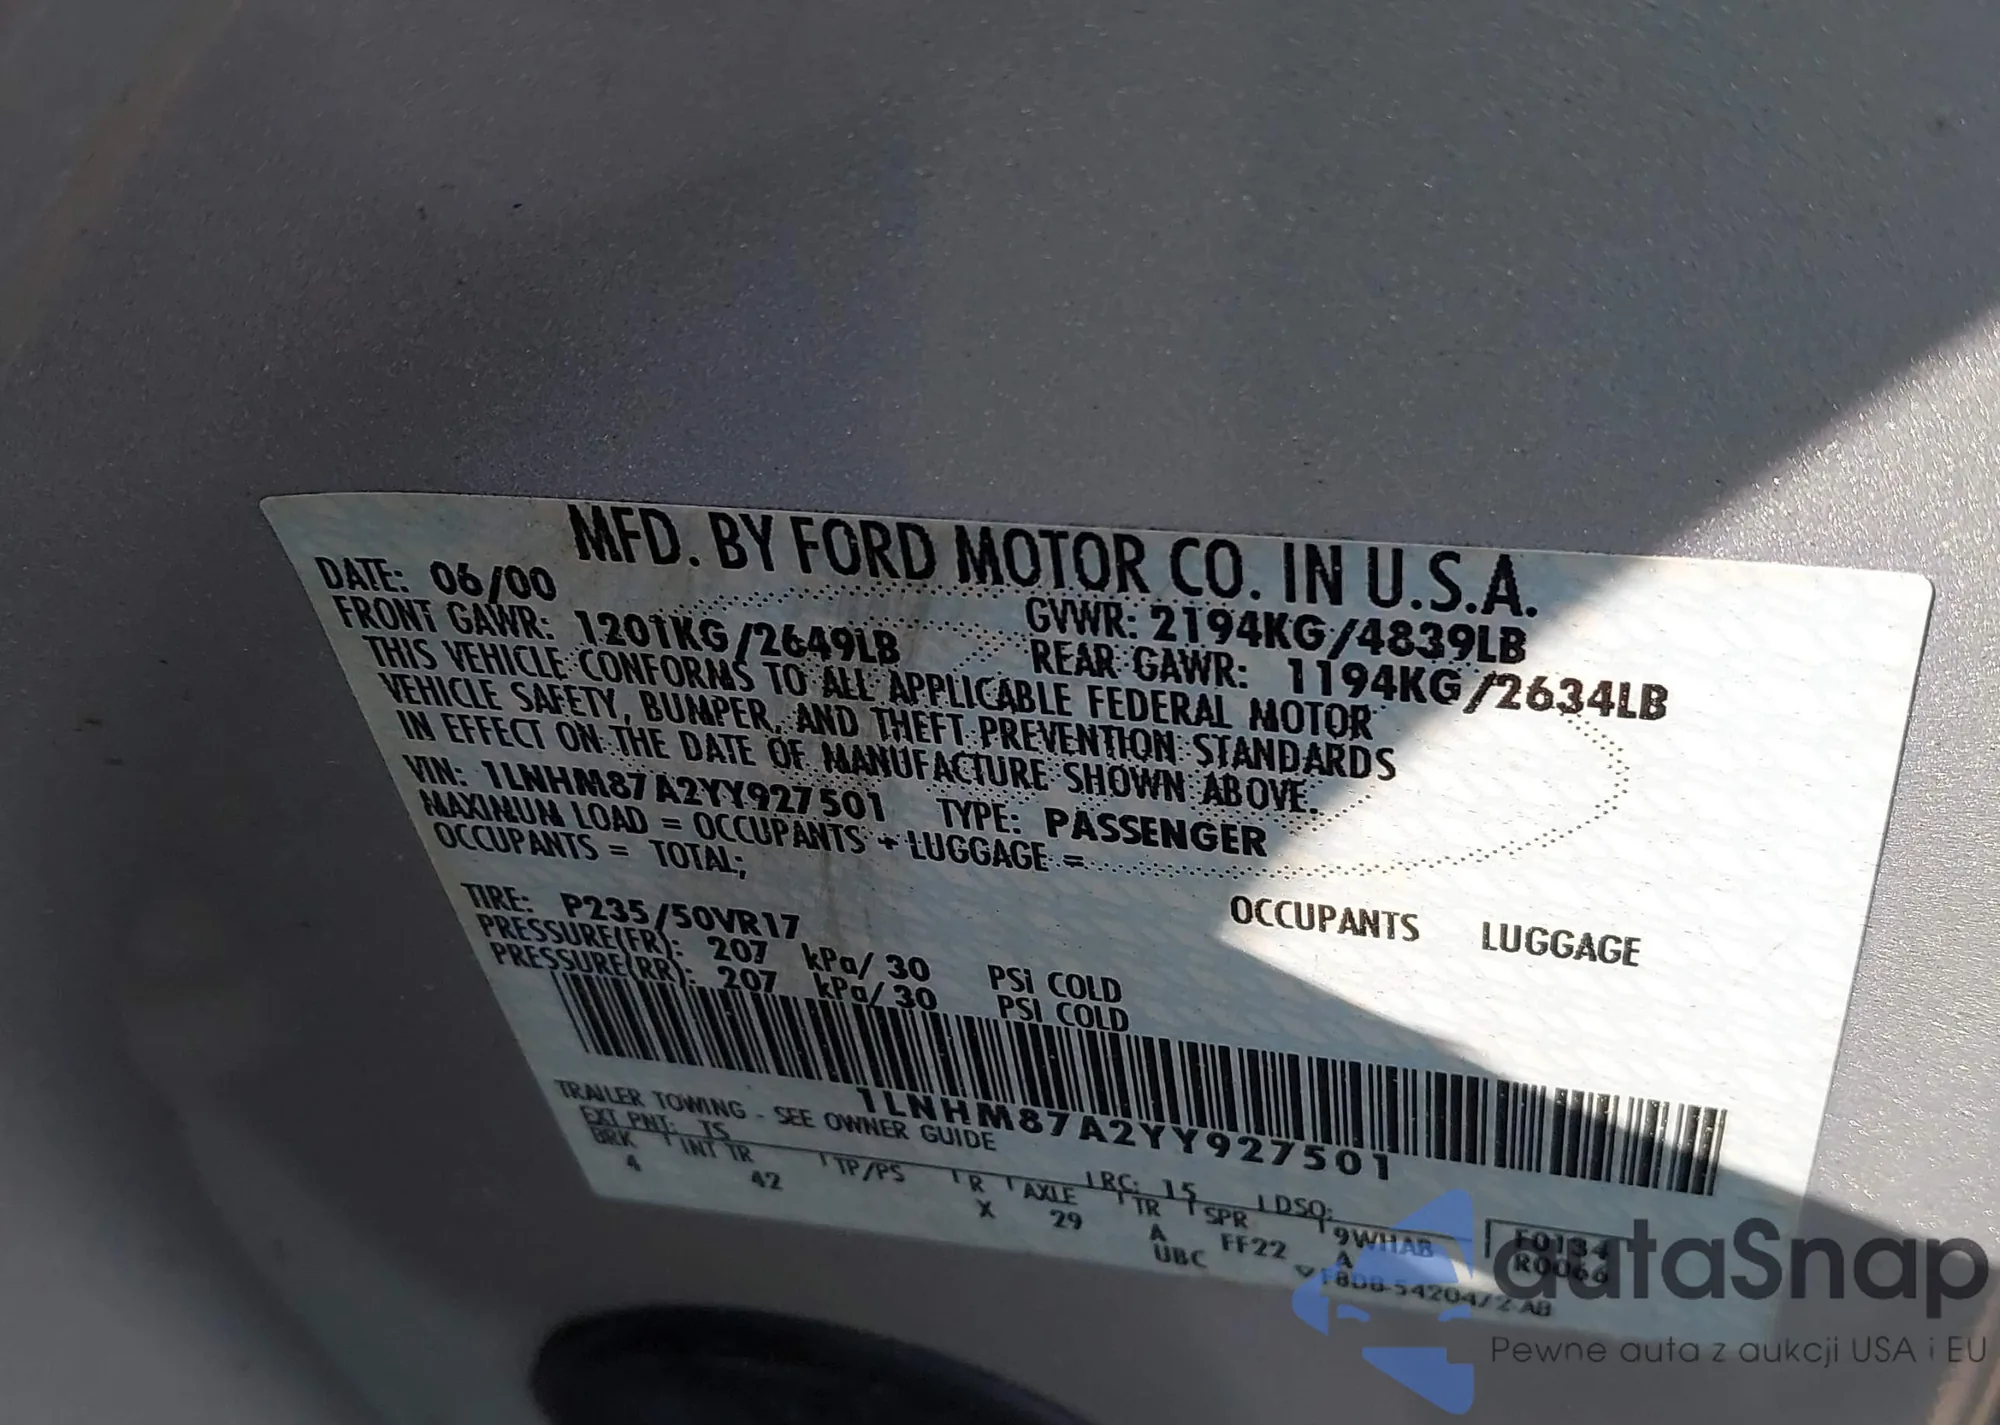 MFD. BY FORD MOTOR CO. IN U.S.A.
DATE: 06/00 GVWR: 2194KG/4839LB
FRONT GAWR: 1201KG/2649LB REAR GAWR: 1194KG/2634LB
THIS VEHICLE CONFORMS TO ALL APPLICABLE FEDERAL MOTOR
VEHICLE SAFETY, BUMPER, AND THEFT PREVENTION STANDARDS
IN EFFECT ON THE DATE OF MANUFACTURE SHOWN ABOVE.
VIN: 1LNHM87A2YY927501 TYPE: PASSENGER
MAXIMUM LOAD = OCCUPANTS + LUGGAGE =
OCCUPANTS = TOTAL; OCCUPANTS LUGGAGE
TIRE: P235/50VR17
PRESSURE(FR): 207 kPa/ 30 PSI COLD
PRESSURE(RR): 207 kPa/ 30 PSI COLD
1LNHM87A2YY927501
TRAILER TOWING - SEE OWNER GUIDE
EXT PNT: TS RC: 15 DSO:
BRK INT TR TP/PS R AXLE TR SPR 9WHAB F0134
4 42 X 29 A FF22 A R0066
UBC F8DB-5420472-AB
autaSnap
Pewne auta z aukcji USA i EU